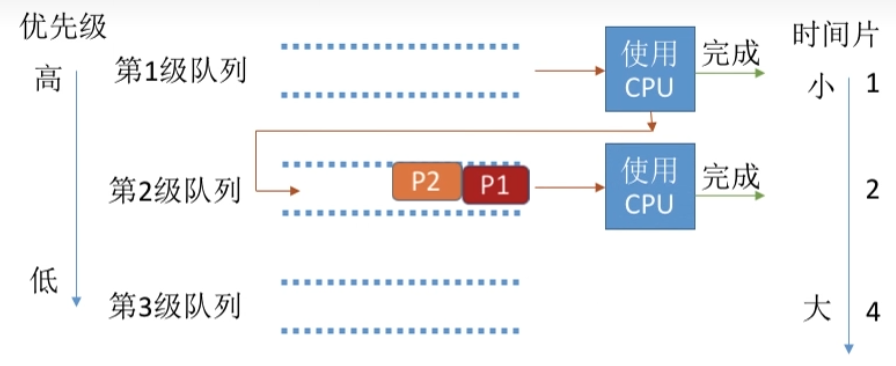 优先级
时间片
高
第1级队列
使用
CPU
完成
小
1
第2级队列
P2
P1
使用
CPU
完成
2
低
第3级队列
大
4